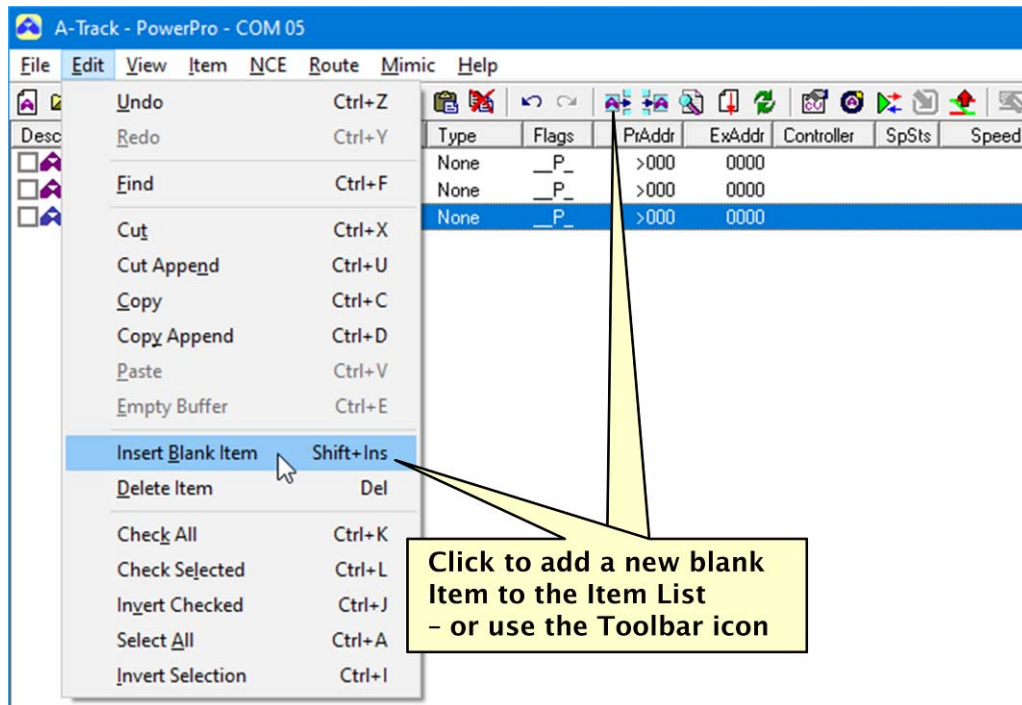 A-Track - PowerPro - COM 05
File Edit View Item NCE Route Mimic Help
Desc Type Flags PrAddr ExAddr Controller SpSts Speed
None __P_ >000 0000
None __P_ >000 0000
None __P_ >000 0000
Undo Ctrl+Z
Redo Ctrl+Y
Find Ctrl+F
Cut Ctrl+X
Cut Append Ctrl+U
Copy Ctrl+C
Copy Append Ctrl+D
Paste Ctrl+V
Empty Buffer Ctrl+E
Insert Blank Item Shift+Ins
Delete Item Del
Check All Ctrl+K
Check Selected Ctrl+L
Invert Checked Ctrl+J
Select All Ctrl+A
Invert Selection Ctrl+I
Click to add a new blank
Item to the Item List
– or use the Toolbar icon